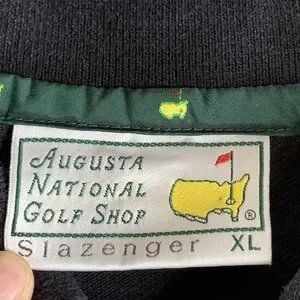 AUGUSTA
NATIONAL
GOLF SHOP
®
Slazenger XL